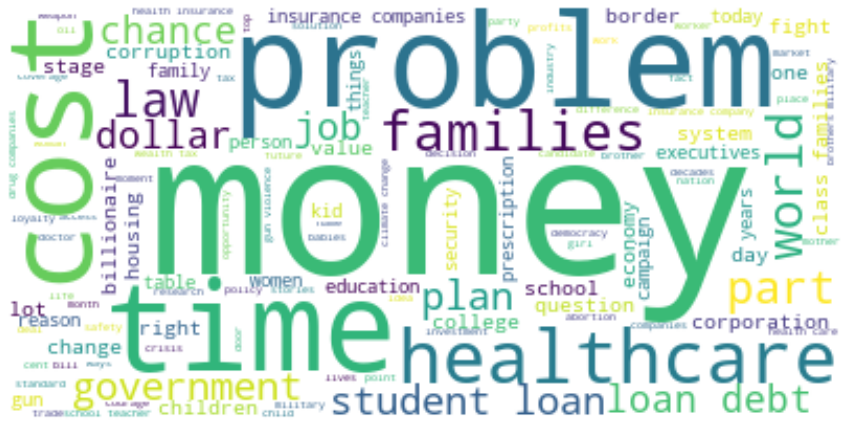 health insurance
insurance companies
border
today
fight
party
profits
solution
top
work
worker
market
oil
weapon
chance
corruption
stage
family
tax
cost
problem
law
dollar
job
things
teacher
families
industry
fact
one
place
difference
insurance company
system
person
value
executives
world
class families
brothers military
drug companies
wealth tax
future
decision
candidate
brother
decades
nation
moment
money
billionaire
housing
opportunity
gun violence
kid
babies
climate change
security
prescription
democracy
girl
economy
campaign
years
day
mother
loyalty
access
doctor
table
women
research
policy
stories
education
idea
plan
school
question
college
abortion
part
life
month
lot
reason
safety
time
right
door
change
crisis
investment
companies
corporation
health care
healthcare
cent
bill
ways
lives
point
standard
government
gun
courage
children
military
student loan
loan debt
trade
school teacher
child